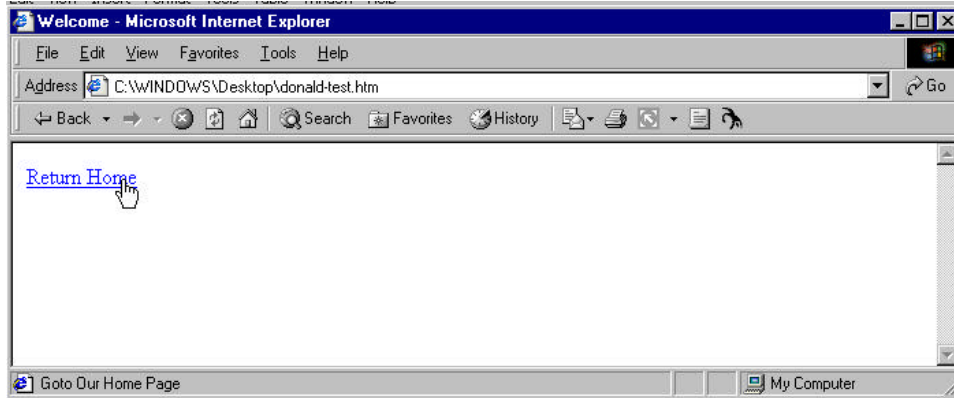 Welcome - Microsoft Internet Explorer
File Edit View Favorites Tools Help
Address C:\WINDOWS\Desktop\donald-test.htm Go
Back Search Favorites History
Return Home
Goto Our Home Page My Computer